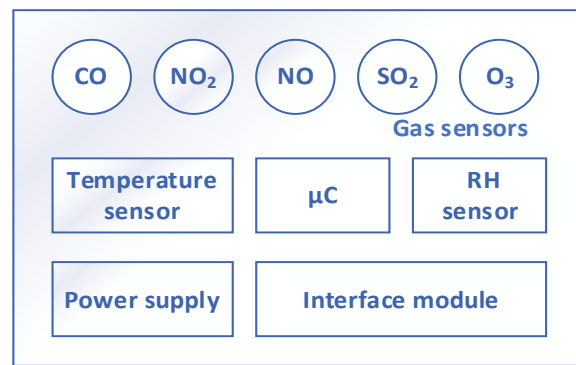 CO NO₂ NO SO₂ O₃
Gas sensors
Temperature
sensor
µC
RH
sensor
Power supply
Interface module